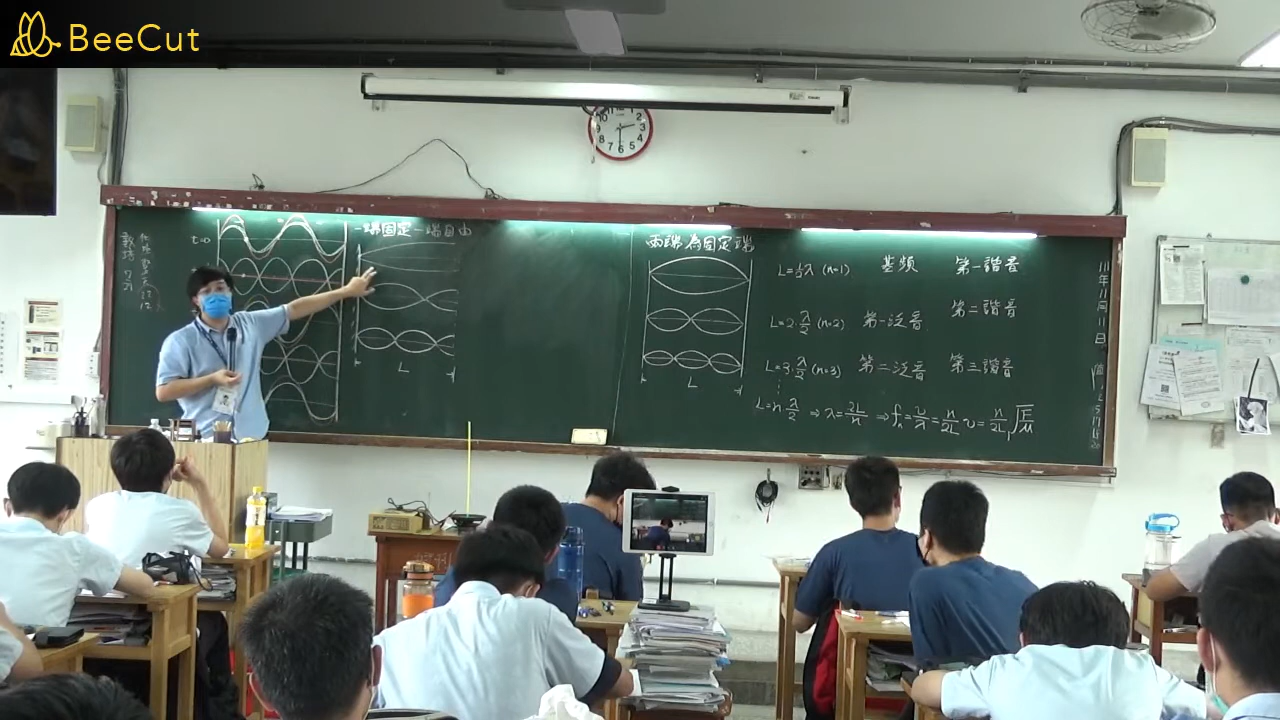 BeeCut
t=0
一端固定一端自由
L
兩端為固定端
L=½λ (n=1) 基頻 第一諧音
L=2·λ/2 (n=2) 第一泛音 第二諧音
L=3·λ/2 (n=3) 第二泛音 第三諧音
L=n·λ/2 ⇒λ=2L/n ⇒fₙ=v/λ=n/2L v=n/2L√F/μ
L